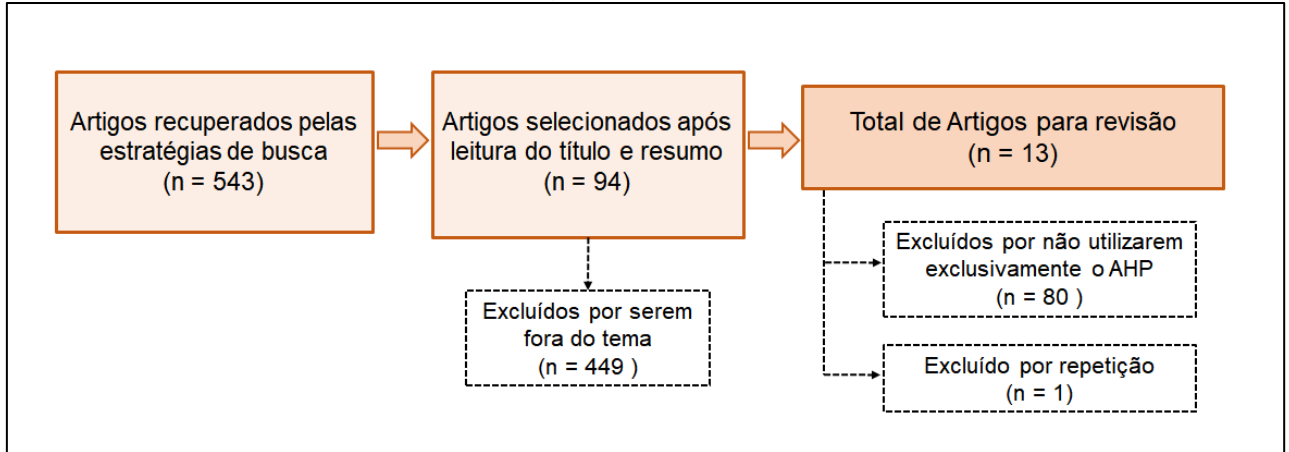 Artigos recuperados pelas
estratégias de busca
(n = 543)
Artigos selecionados após
leitura do título e resumo
(n = 94)
Total de Artigos para revisão
(n = 13)
Excluídos por serem
fora do tema
(n = 449 )
Excluídos por não utilizarem
exclusivamente o AHP
(n = 80 )
Excluído por repetição
(n = 1)